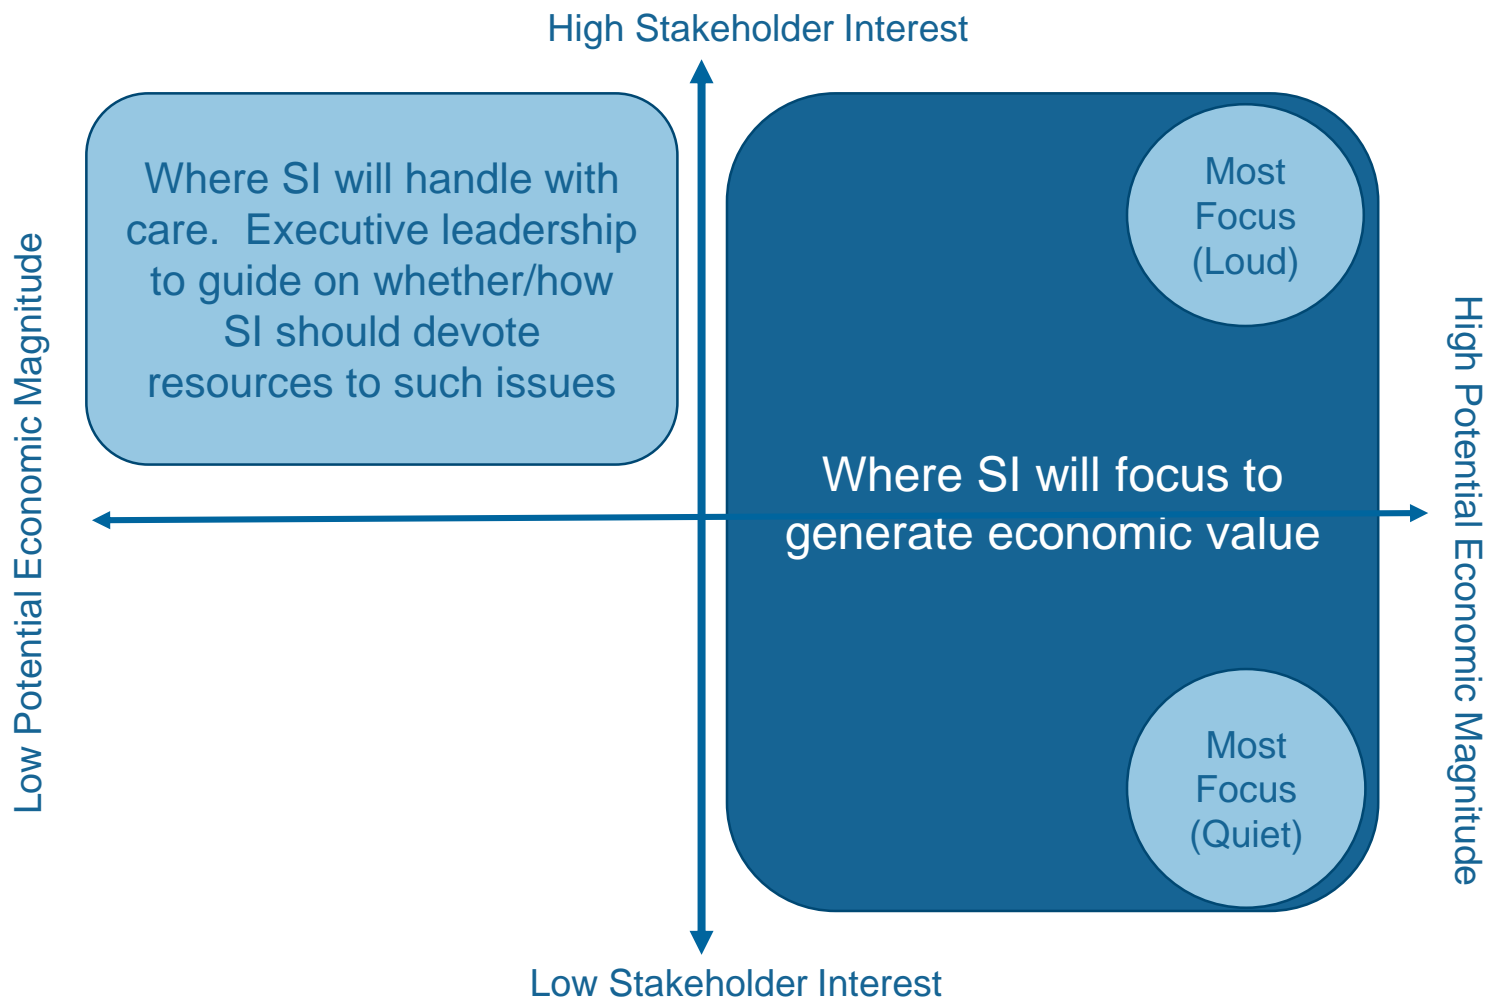 High Stakeholder Interest
Where SI will handle with
care.  Executive leadership
to guide on whether/how
SI should devote
resources to such issues
Most
Focus
(Loud)
Low Potential Economic Magnitude
High Potential Economic Magnitude
Where SI will focus to
generate economic value
Most
Focus
(Quiet)
Low Stakeholder Interest